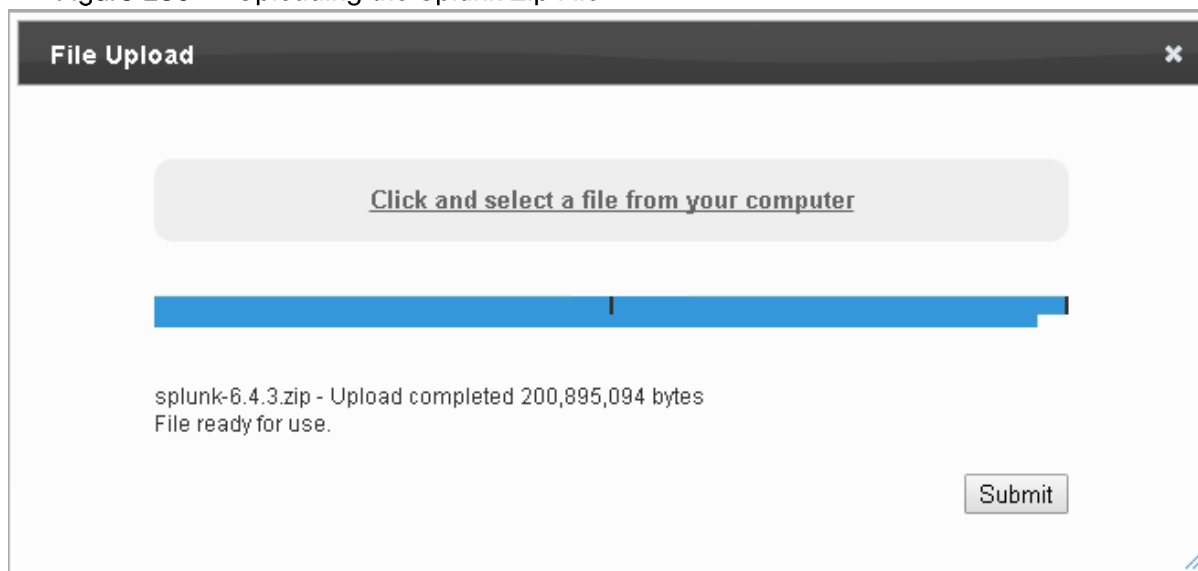 File Upload
Click and select a file from your computer
splunk-6.4.3.zip - Upload completed 200,895,094 bytes
File ready for use.
Submit